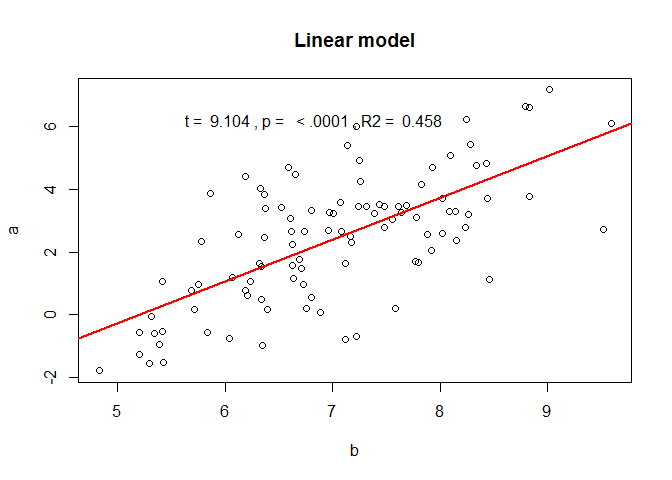 Linear model
t = 9.104 , p = < .0001 , R2 = 0.458
a
6
4
2
0
-2
5 6 7 8 9
b